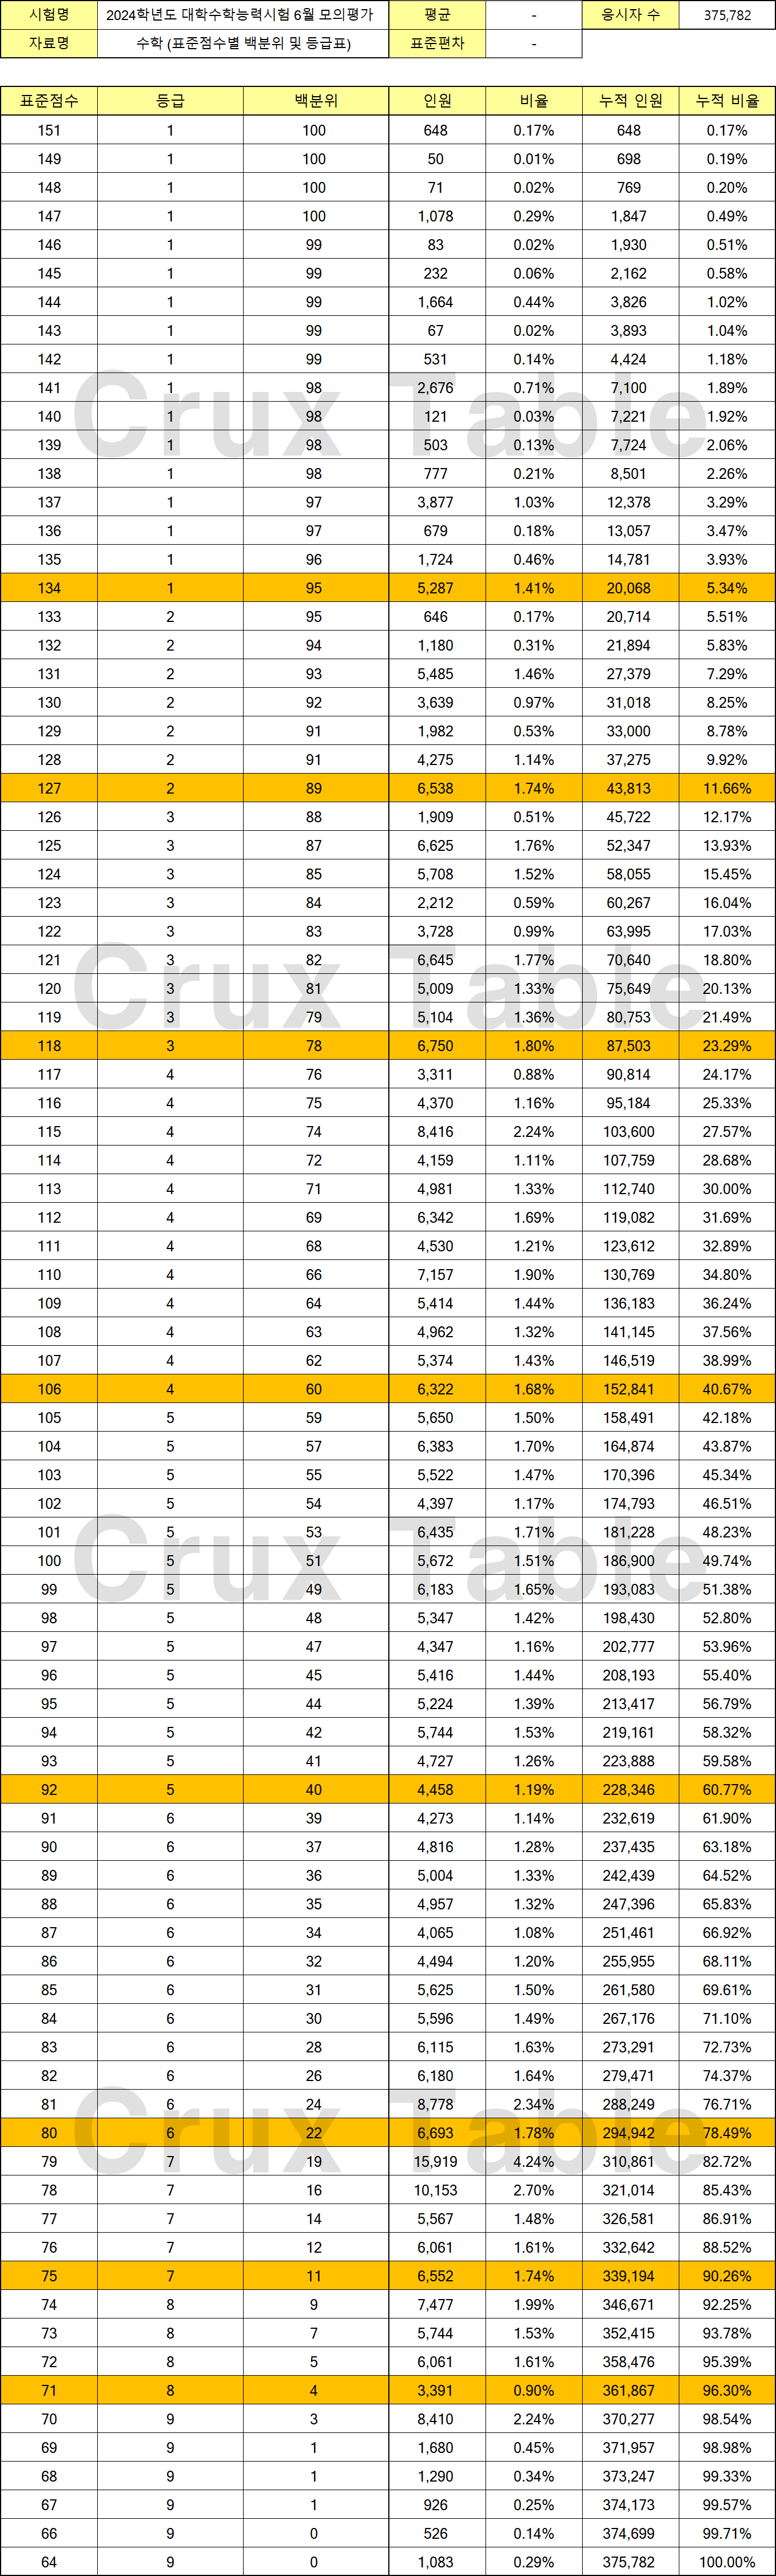 시험명 2024학년도 대학수학능력시험 6월 모의평가 평균 - 응시자 수 375,782
자료명 수학 (표준점수별 백분위 및 등급표) 표준편차 -
표준점수 등급 백분위 인원 비율 누적 인원 누적 비율
151 1 100 648 0.17% 648 0.17%
149 1 100 50 0.01% 698 0.19%
148 1 100 71 0.02% 769 0.20%
147 1 100 1,078 0.29% 1,847 0.49%
146 1 99 83 0.02% 1,930 0.51%
145 1 99 232 0.06% 2,162 0.58%
144 1 99 1,664 0.44% 3,826 1.02%
143 1 99 67 0.02% 3,893 1.04%
142 1 99 531 0.14% 4,424 1.18%
141 1 98 2,676 0.71% 7,100 1.89%
140 1 98 121 0.03% 7,221 1.92%
Crux Table
139 1 98 503 0.13% 7,724 2.06%
138 1 98 777 0.21% 8,501 2.26%
137 1 97 3,877 1.03% 12,378 3.29%
136 1 97 679 0.18% 13,057 3.47%
135 1 96 1,724 0.46% 14,781 3.93%
134 1 95 5,287 1.41% 20,068 5.34%
133 2 95 646 0.17% 20,714 5.51%
132 2 94 1,180 0.31% 21,894 5.83%
131 2 93 5,485 1.46% 27,379 7.29%
130 2 92 3,639 0.97% 31,018 8.25%
129 2 91 1,982 0.53% 33,000 8.78%
128 2 91 4,275 1.14% 37,275 9.92%
127 2 89 6,538 1.74% 43,813 11.66%
126 3 88 1,909 0.51% 45,722 12.17%
125 3 87 6,625 1.76% 52,347 13.93%
124 3 85 5,708 1.52% 58,055 15.45%
123 3 84 2,212 0.59% 60,267 16.04%
122 3 83 3,728 0.99% 63,995 17.03%
121 3 82 6,645 1.77% 70,640 18.80%
Crux Table
120 3 81 5,009 1.33% 75,649 20.13%
119 3 79 5,104 1.36% 80,753 21.49%
118 3 78 6,750 1.80% 87,503 23.29%
117 4 76 3,311 0.88% 90,814 24.17%
116 4 75 4,370 1.16% 95,184 25.33%
115 4 74 8,416 2.24% 103,600 27.57%
114 4 72 4,159 1.11% 107,759 28.68%
113 4 71 4,981 1.33% 112,740 30.00%
112 4 69 6,342 1.69% 119,082 31.69%
111 4 68 4,530 1.21% 123,612 32.89%
110 4 66 7,157 1.90% 130,769 34.80%
109 4 64 5,414 1.44% 136,183 36.24%
108 4 63 4,962 1.32% 141,145 37.56%
107 4 62 5,374 1.43% 146,519 38.99%
106 4 60 6,322 1.68% 152,841 40.67%
105 5 59 5,650 1.50% 158,491 42.18%
104 5 57 6,383 1.70% 164,874 43.87%
103 5 55 5,522 1.47% 170,396 45.34%
102 5 54 4,397 1.17% 174,793 46.51%
101 5 53 6,435 1.71% 181,228 48.23%
100 5 51 5,672 1.51% 186,900 49.74%
Crux Table
99 5 49 6,183 1.65% 193,083 51.38%
98 5 48 5,347 1.42% 198,430 52.80%
97 5 47 4,347 1.16% 202,777 53.96%
96 5 45 5,416 1.44% 208,193 55.40%
95 5 44 5,224 1.39% 213,417 56.79%
94 5 42 5,744 1.53% 219,161 58.32%
93 5 41 4,727 1.26% 223,888 59.58%
92 5 40 4,458 1.19% 228,346 60.77%
91 6 39 4,273 1.14% 232,619 61.90%
90 6 37 4,816 1.28% 237,435 63.18%
89 6 36 5,004 1.33% 242,439 64.52%
88 6 35 4,957 1.32% 247,396 65.83%
87 6 34 4,065 1.08% 251,461 66.92%
86 6 32 4,494 1.20% 255,955 68.11%
85 6 31 5,625 1.50% 261,580 69.61%
84 6 30 5,596 1.49% 267,176 71.10%
83 6 28 6,115 1.63% 273,291 72.73%
82 6 26 6,180 1.64% 279,471 74.37%
81 6 24 8,778 2.34% 288,249 76.71%
Crux Table
80 6 22 6,693 1.78% 294,942 78.49%
79 7 19 15,919 4.24% 310,861 82.72%
78 7 16 10,153 2.70% 321,014 85.43%
77 7 14 5,567 1.48% 326,581 86.91%
76 7 12 6,061 1.61% 332,642 88.52%
75 7 11 6,552 1.74% 339,194 90.26%
74 8 9 7,477 1.99% 346,671 92.25%
73 8 7 5,744 1.53% 352,415 93.78%
72 8 5 6,061 1.61% 358,476 95.39%
71 8 4 3,391 0.90% 361,867 96.30%
70 9 3 8,410 2.24% 370,277 98.54%
69 9 1 1,680 0.45% 371,957 98.98%
68 9 1 1,290 0.34% 373,247 99.33%
67 9 1 926 0.25% 374,173 99.57%
66 9 0 526 0.14% 374,699 99.71%
64 9 0 1,083 0.29% 375,782 100.00%